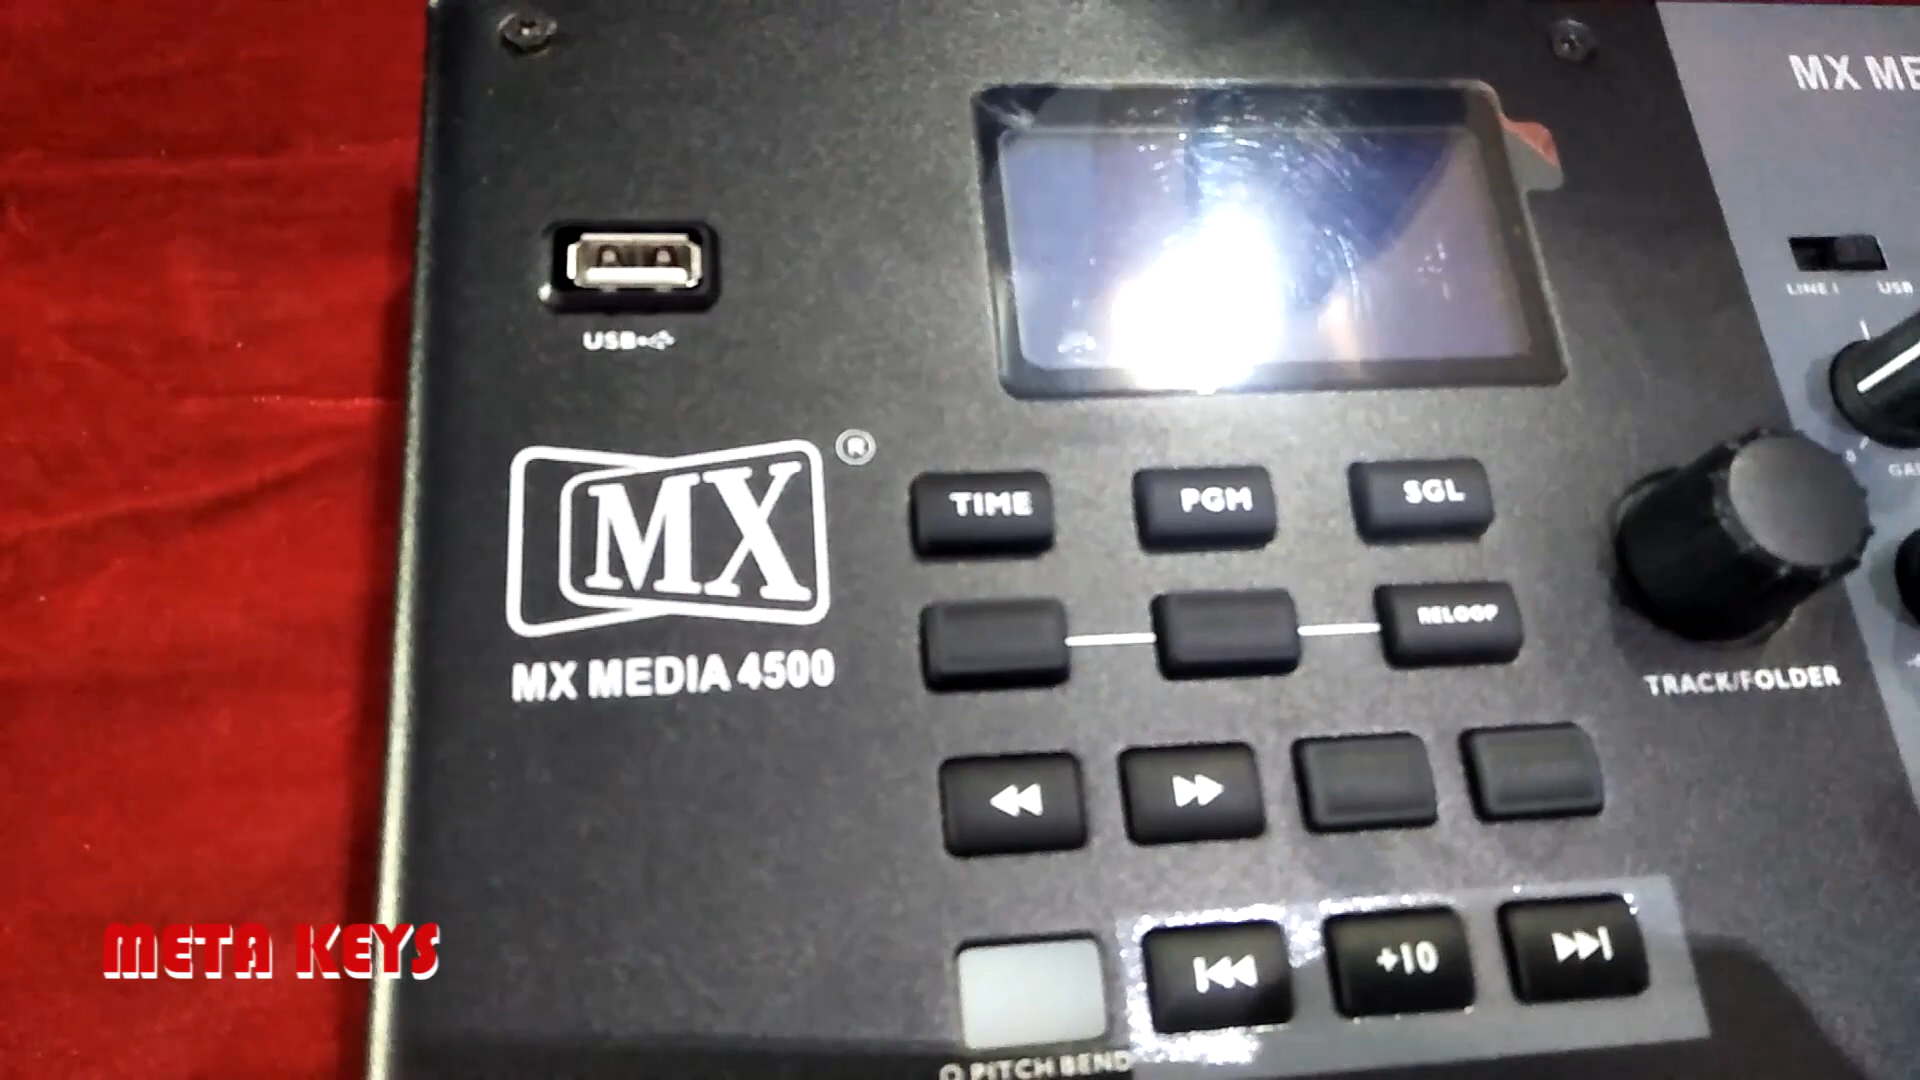 MX ME
LINE 1 USB
USB
MX ®
MX MEDIA 4500
TIME PGM SGL
RELOOP
TRACK/FOLDER
+10
PITCH BEND
META KEYS